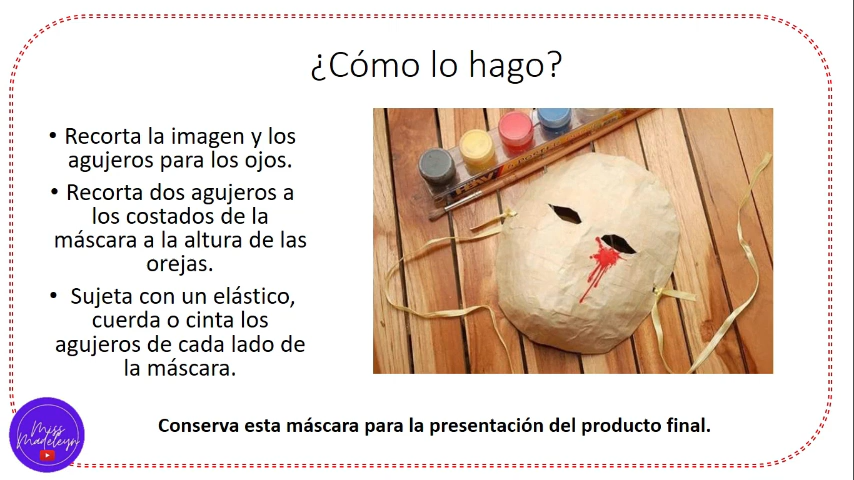 ¿Cómo lo hago?
• Recorta la imagen y los
agujeros para los ojos.
• Recorta dos agujeros a
los costados de la
máscara a la altura de las
orejas.
• Sujeta con un elástico,
cuerda o cinta los
agujeros de cada lado de
la máscara.
Conserva esta máscara para la presentación del producto final.
Miss
Madeleyn